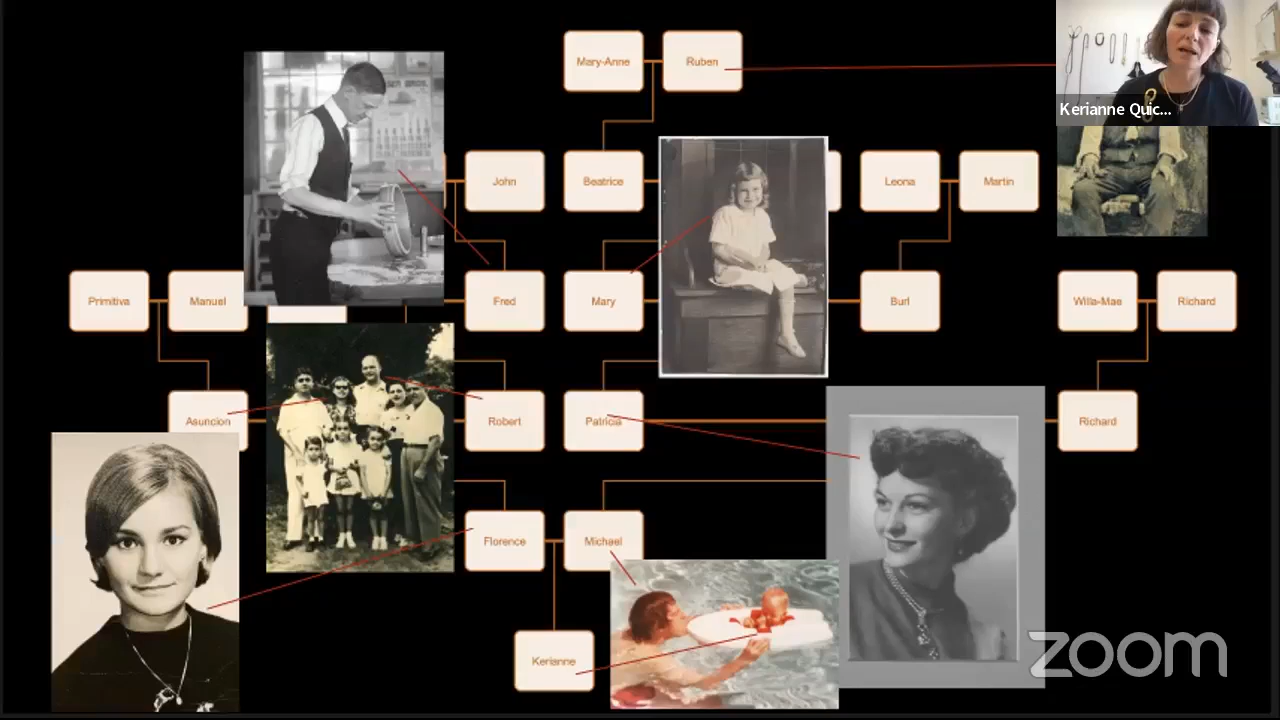 Mary-Anne
Ruben
Kerianne Quic...
John
Beatrice
Leona
Martin
Primitiva
Manuel
Fred
Mary
Burl
Willa-Mae
Richard
Asuncion
Robert
Patricia
Richard
Florence
Michael
Kerianne
zoom